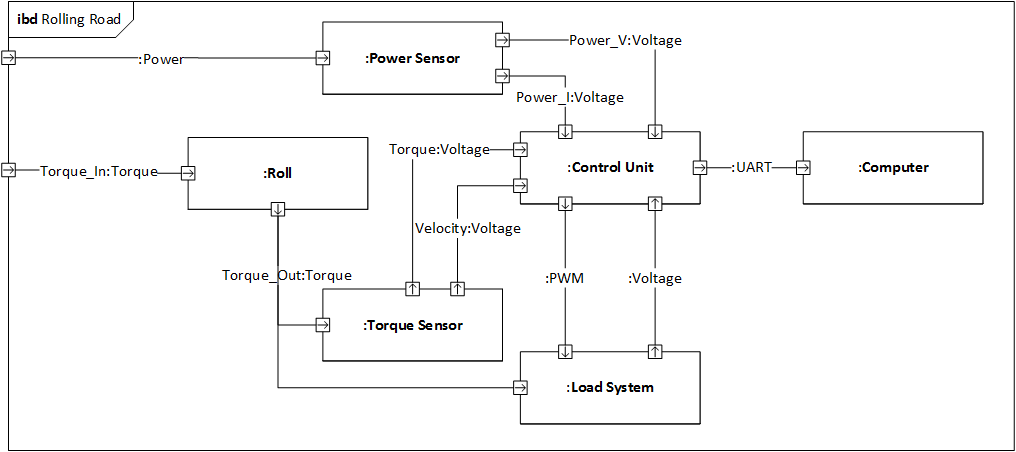 ibd Rolling Road
:Power
:Power Sensor
Power_V:Voltage
Power_I:Voltage
Torque_In:Torque
:Roll
Torque:Voltage
:Control Unit
:UART
:Computer
Velocity:Voltage
Torque_Out:Torque
:PWM
:Voltage
:Torque Sensor
:Load System